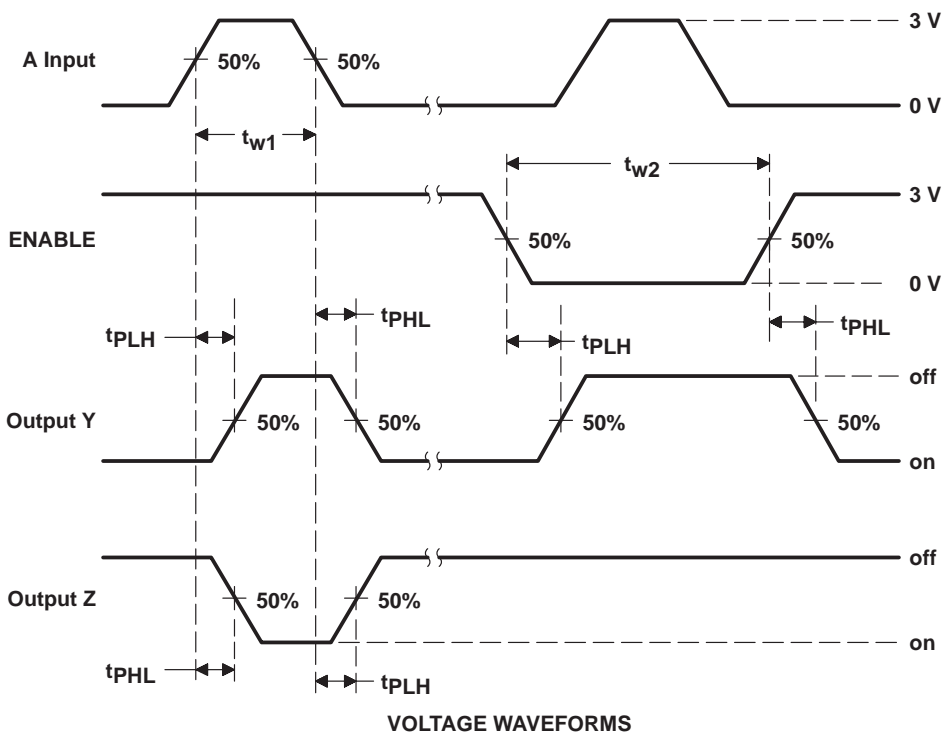 3 V
A Input
50%
50%
0 V
tw1
tw2
3 V
ENABLE
50%
50%
0 V
tPLH
tPHL
tPLH
tPHL
off
Output Y
50%
50%
50%
50%
on
off
Output Z
50%
50%
on
tPHL
tPLH
VOLTAGE WAVEFORMS